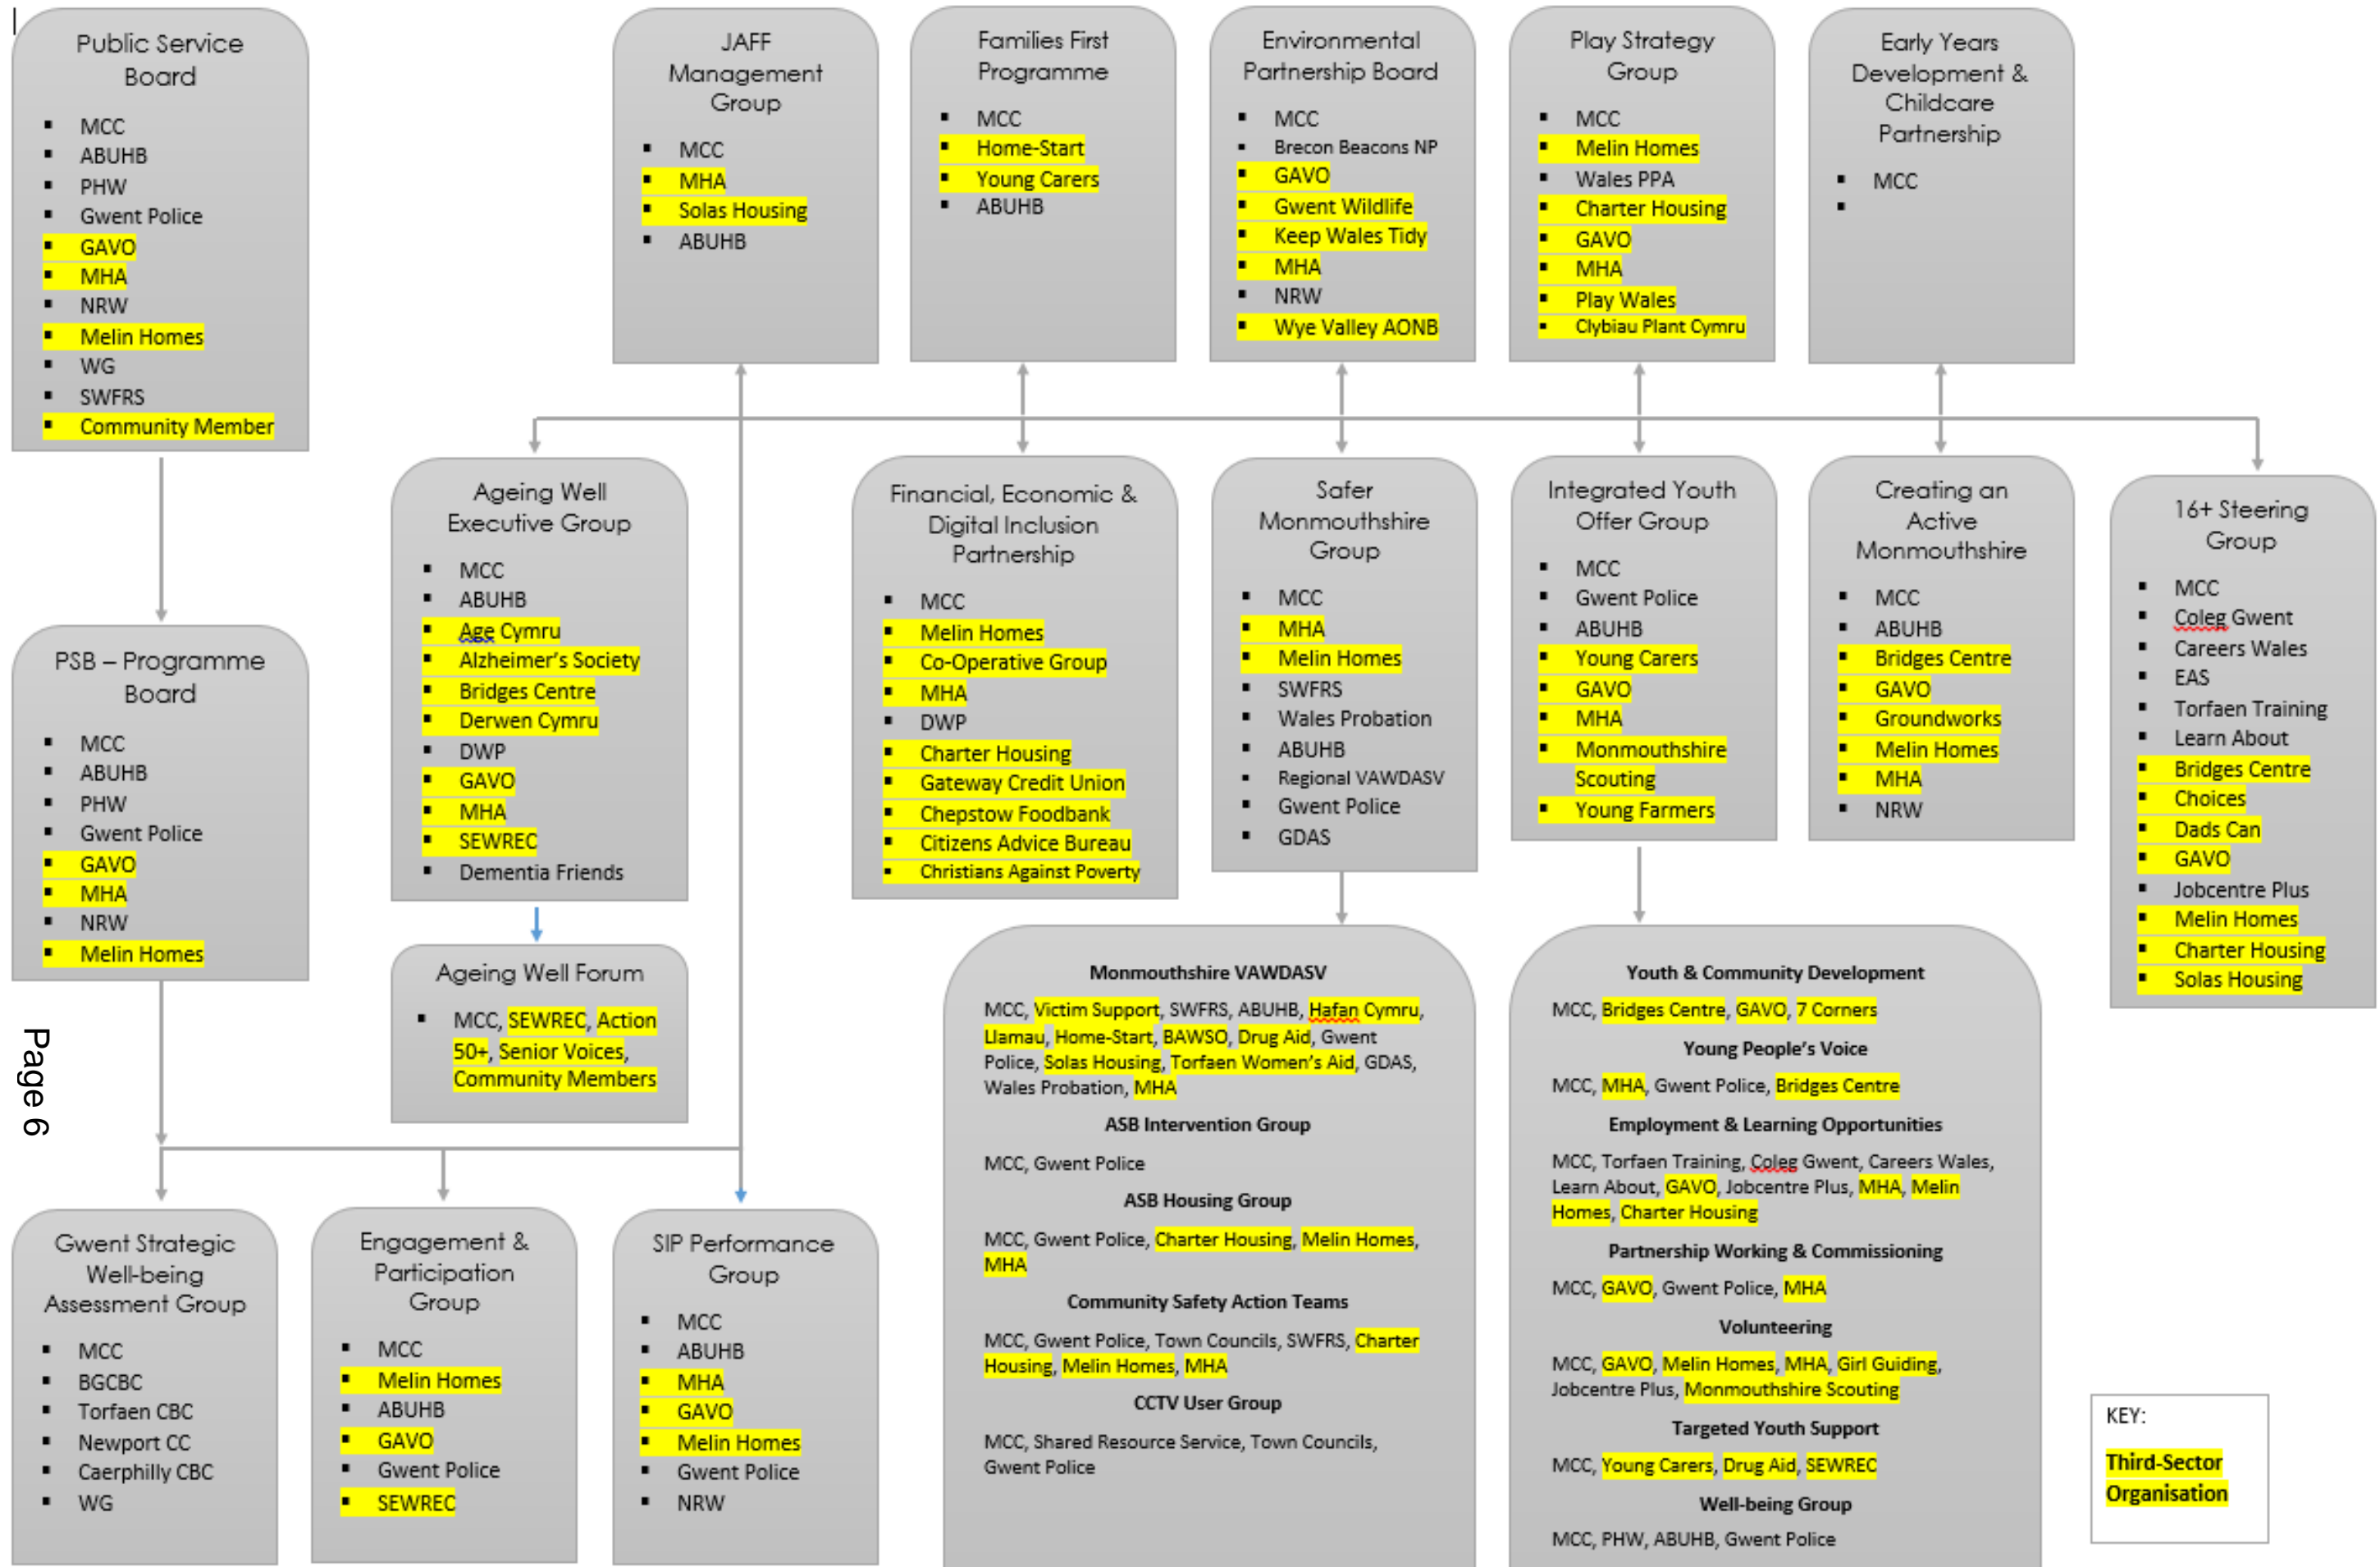 Public Service
Board
MCC
ABUHB
PHW
Gwent Police
GAVO
MHA
NRW
Melin Homes
WG
SWFRS
Community Member
JAFF
Management
Group
MCC
MHA
Solas Housing
ABUHB
Families First
Programme
MCC
Home-Start
Young Carers
ABUHB
Environmental
Partnership Board
MCC
Brecon Beacons NP
GAVO
Gwent Wildlife
Keep Wales Tidy
MHA
NRW
Wye Valley AONB
Play Strategy
Group
MCC
Melin Homes
Wales PPA
Charter Housing
GAVO
MHA
Play Wales
Clybiau Plant Cymru
Early Years
Development &
Childcare
Partnership
MCC
PSB – Programme
Board
MCC
ABUHB
PHW
Gwent Police
GAVO
MHA
NRW
Melin Homes
Ageing Well
Executive Group
MCC
ABUHB
Age Cymru
Alzheimer's Society
Bridges Centre
Derwen Cymru
DWP
GAVO
MHA
SEWREC
Dementia Friends
Ageing Well Forum
MCC, SEWREC, Action
50+, Senior Voices,
Community Members
Financial, Economic &
Digital Inclusion
Partnership
MCC
Melin Homes
Co-Operative Group
MHA
DWP
Charter Housing
Gateway Credit Union
Chepstow Foodbank
Citizens Advice Bureau
Christians Against Poverty
Safer
Monmouthshire
Group
MCC
MHA
Melin Homes
SWFRS
Wales Probation
ABUHB
Regional VAWDASV
Gwent Police
GDAS
Integrated Youth
Offer Group
MCC
Gwent Police
ABUHB
Young Carers
GAVO
MHA
Monmouthshire
Scouting
Young Farmers
Creating an
Active
Monmouthshire
MCC
ABUHB
Bridges Centre
GAVO
Groundworks
Melin Homes
MHA
NRW
16+ Steering
Group
MCC
Coleg Gwent
Careers Wales
EAS
Torfaen Training
Learn About
Bridges Centre
Choices
Dads Can
GAVO
Jobcentre Plus
Melin Homes
Charter Housing
Solas Housing
Page 6
Gwent Strategic
Well-being
Assessment Group
MCC
BGCBC
Torfaen CBC
Newport CC
Caerphilly CBC
WG
Engagement &
Participation
Group
MCC
Melin Homes
ABUHB
GAVO
Gwent Police
SEWREC
SIP Performance
Group
MCC
ABUHB
MHA
GAVO
Melin Homes
Gwent Police
NRW
Monmouthshire VAWDASV
MCC, Victim Support, SWFRS, ABUHB, Hafan Cymru,
Llamau, Home-Start, BAWSO, Drug Aid, Gwent
Police, Solas Housing, Torfaen Women's Aid, GDAS,
Wales Probation, MHA
ASB Intervention Group
MCC, Gwent Police
ASB Housing Group
MCC, Gwent Police, Charter Housing, Melin Homes,
MHA
Community Safety Action Teams
MCC, Gwent Police, Town Councils, SWFRS, Charter
Housing, Melin Homes, MHA
CCTV User Group
MCC, Shared Resource Service, Town Councils,
Gwent Police
Youth & Community Development
MCC, Bridges Centre, GAVO, 7 Corners
Young People's Voice
MCC, MHA, Gwent Police, Bridges Centre
Employment & Learning Opportunities
MCC, Torfaen Training, Coleg Gwent, Careers Wales,
Learn About, GAVO, Jobcentre Plus, MHA, Melin
Homes, Charter Housing
Partnership Working & Commissioning
MCC, GAVO, Gwent Police, MHA
Volunteering
MCC, GAVO, Melin Homes, MHA, Girl Guiding,
Jobcentre Plus, Monmouthshire Scouting
Targeted Youth Support
MCC, Young Carers, Drug Aid, SEWREC
Well-being Group
MCC, PHW, ABUHB, Gwent Police
KEY:
Third-Sector
Organisation